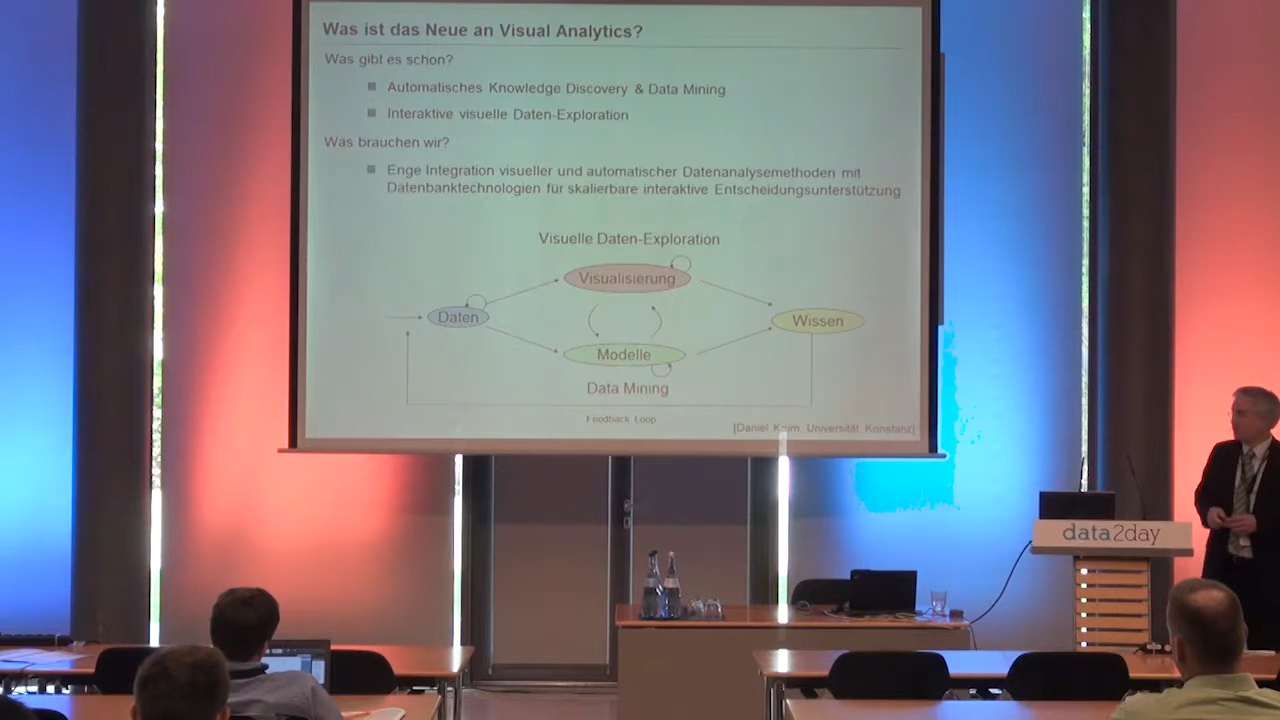 Was ist das Neue an Visual Analytics?
Was gibt es schon?
Automatisches Knowledge Discovery & Data Mining
Interaktive visuelle Daten-Exploration
Was brauchen wir?
Enge Integration visueller und automatischer Datenanalysemethoden mit
Datenbanktechnologien für skalierbare interaktive Entscheidungsunterstützung
Visuelle Daten-Exploration
Visualisierung
Daten
Wissen
Modelle
Data Mining
Feedback Loop
[Daniel Keim, Universität Konstanz]
data2day